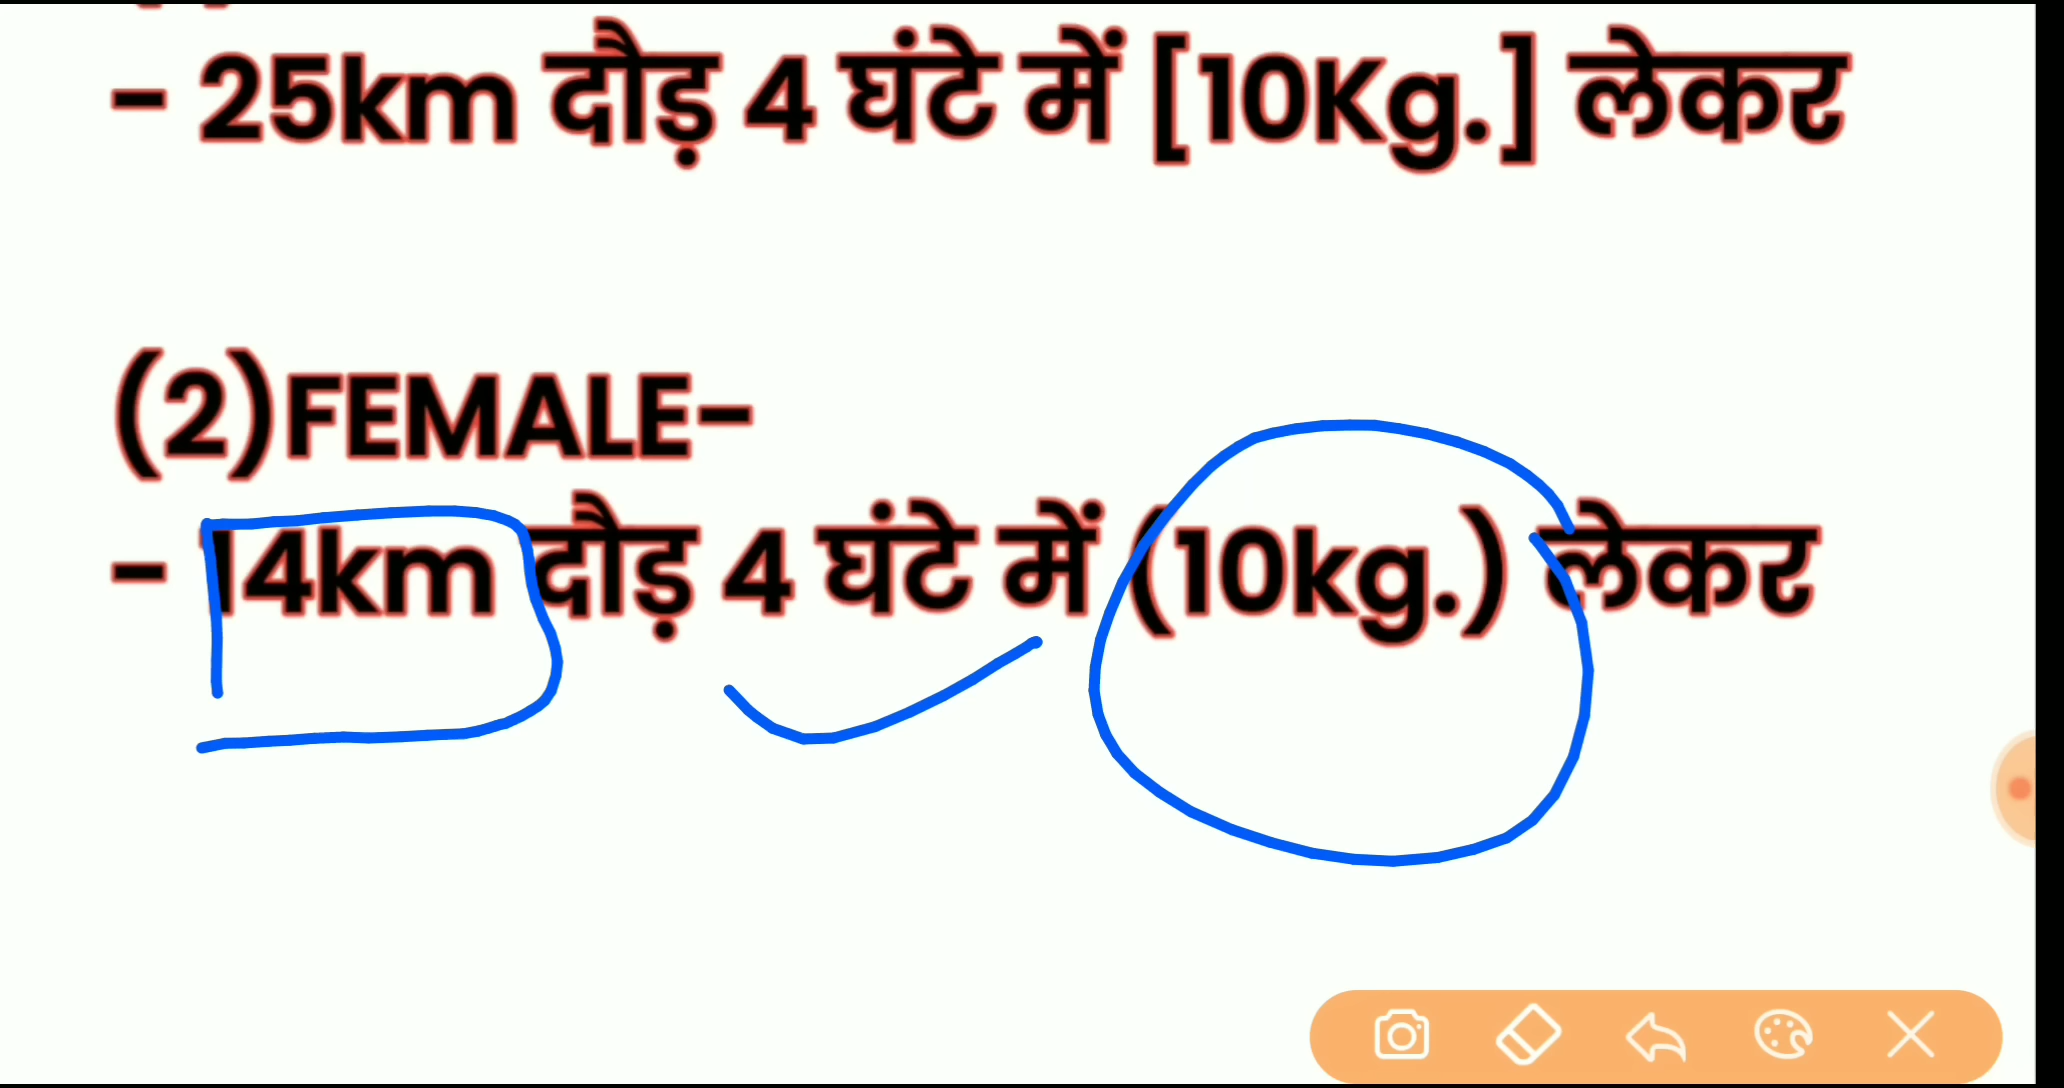 - 25km दौड़ 4 घंटे में [10Kg.] लेकर
(2)FEMALE-
- 14km दौड़ 4 घंटे में (10kg.) लेकर